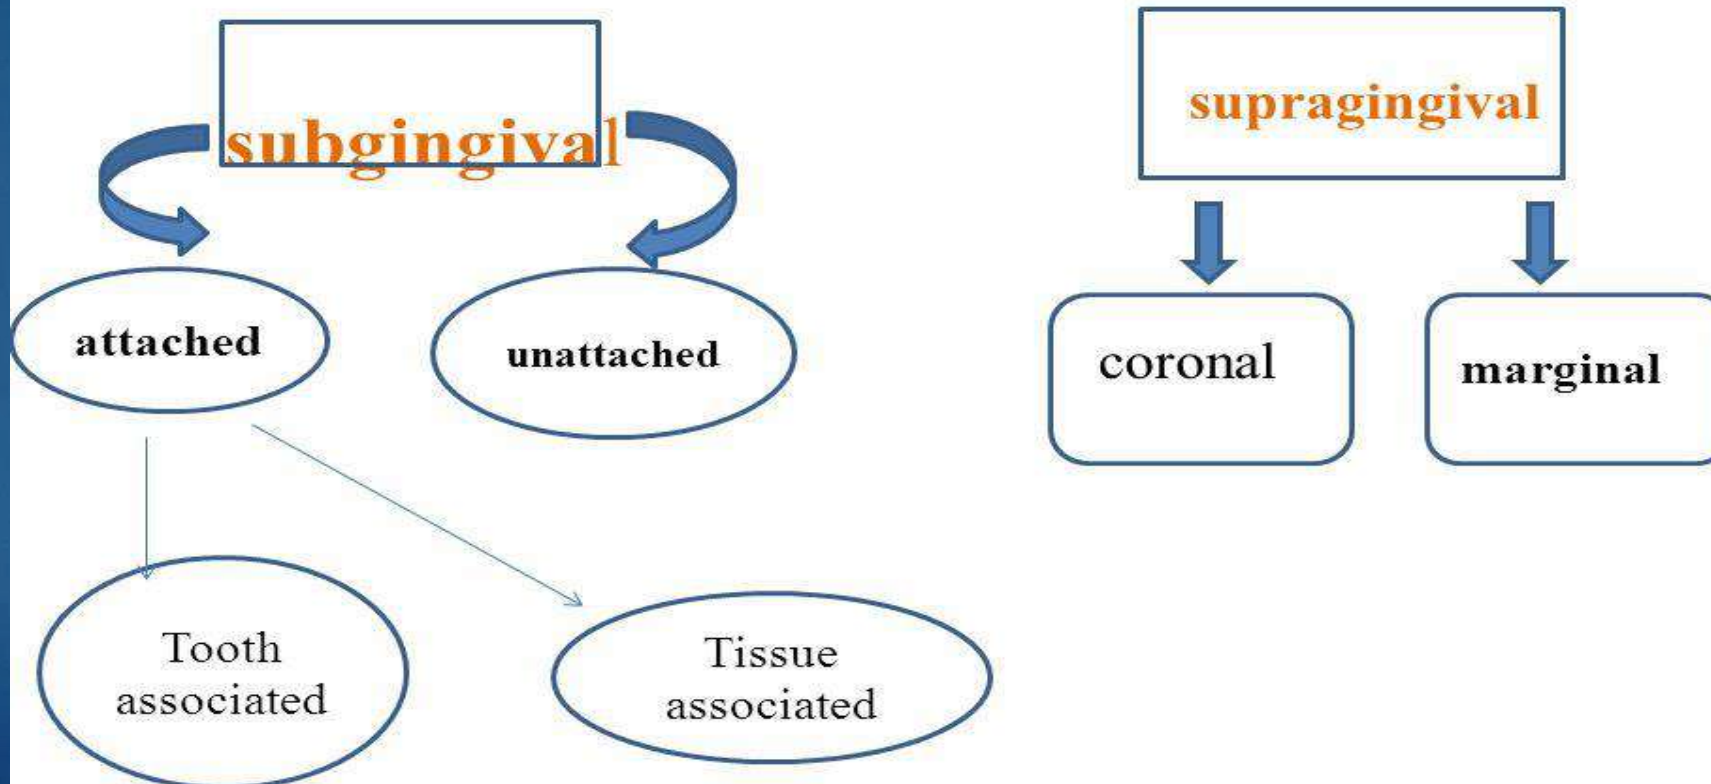 subgingival
supragingival
attached
unattached
coronal
marginal
Tooth
associated
Tissue
associated